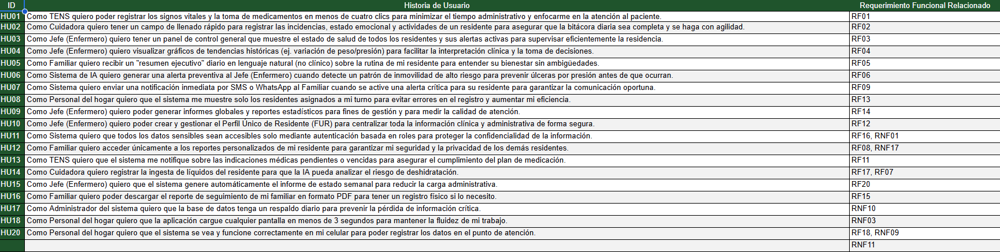 ID Historia de Usuario Requerimiento Funcional Relacionado
HU01 Como TENS quiero poder registrar los signos vitales y la toma de medicamentos en menos de cuatro clics para minimizar el tiempo administrativo y enfocarme en la atención al paciente. RF01
HU02 Como Cuidadora quiero tener un campo de llenado rápido para registrar las incidencias, estado emocional y actividades de un residente para asegurar que la bitácora diaria sea completa y se haga con agilidad. RF02
HU03 Como Jefe (Enfermero) quiero tener un panel de control general que muestre el estado de salud de todos los residentes y sus alertas activas para supervisar eficientemente la residencia. RF03
HU04 Como Jefe (Enfermero) quiero visualizar gráficos de tendencias históricas (ej. variación de peso/presión) para facilitar la interpretación clínica y la toma de decisiones. RF04
HU05 Como Familiar quiero recibir un "resumen ejecutivo" diario en lenguaje natural (no clínico) sobre la rutina de mi residente para entender su bienestar sin ambigüedades. RF05
HU06 Como Sistema de IA quiero generar una alerta preventiva al Jefe (Enfermero) cuando detecte un patrón de inmovilidad de alto riesgo para prevenir úlceras por presión antes de que ocurran. RF06
HU07 Como Sistema quiero enviar una notificación inmediata por SMS o WhatsApp al Familiar cuando se active una alerta crítica para su residente para garantizar la comunicación oportuna. RF09
HU08 Como Personal del hogar quiero que el sistema me muestre solo los residentes asignados a mi turno para evitar errores en el registro y aumentar mi eficiencia. RF13
HU09 Como Jefe (Enfermero) quiero poder generar informes globales y reportes estadísticos para fines de gestión y para medir la calidad de atención. RF14
HU10 Como Jefe (Enfermero) quiero poder crear y gestionar el Perfil Único de Residente (FUR) para centralizar toda la información clínica y administrativa de forma segura. RF12
HU11 Como Sistema quiero que todos los datos sensibles sean accesibles solo mediante autenticación basada en roles para proteger la confidencialidad de la información. RF16, RNF01
HU12 Como Familiar quiero acceder únicamente a los reportes personalizados de mi residente para garantizar mi seguridad y la privacidad de los demás residentes. RF08, RNF17
HU13 Como TENS quiero que el sistema me notifique sobre las indicaciones médicas pendientes o vencidas para asegurar el cumplimiento del plan de medicación. RF11
HU14 Como Cuidadora quiero registrar la ingesta de líquidos del residente para que la IA pueda analizar el riesgo de deshidratación. RF17, RF07
HU15 Como Jefe (Enfermero) quiero que el sistema genere automáticamente el informe de estado semanal para reducir la carga administrativa. RF20
HU16 Como Familiar quiero poder descargar el reporte de seguimiento de mi familiar en formato PDF para tener un registro físico si lo necesito. RF15
HU17 Como Administrador del sistema quiero que la base de datos tenga un respaldo diario para prevenir la pérdida de información crítica. RNF10
HU18 Como Personal del hogar quiero que la aplicación cargue cualquier pantalla en menos de 3 segundos para mantener la fluidez de mi trabajo. RNF03
HU20 Como Personal del hogar quiero que el sistema se vea y funcione correctamente en mi celular para poder registrar los datos en el punto de atención. RF18, RNF09
RNF11